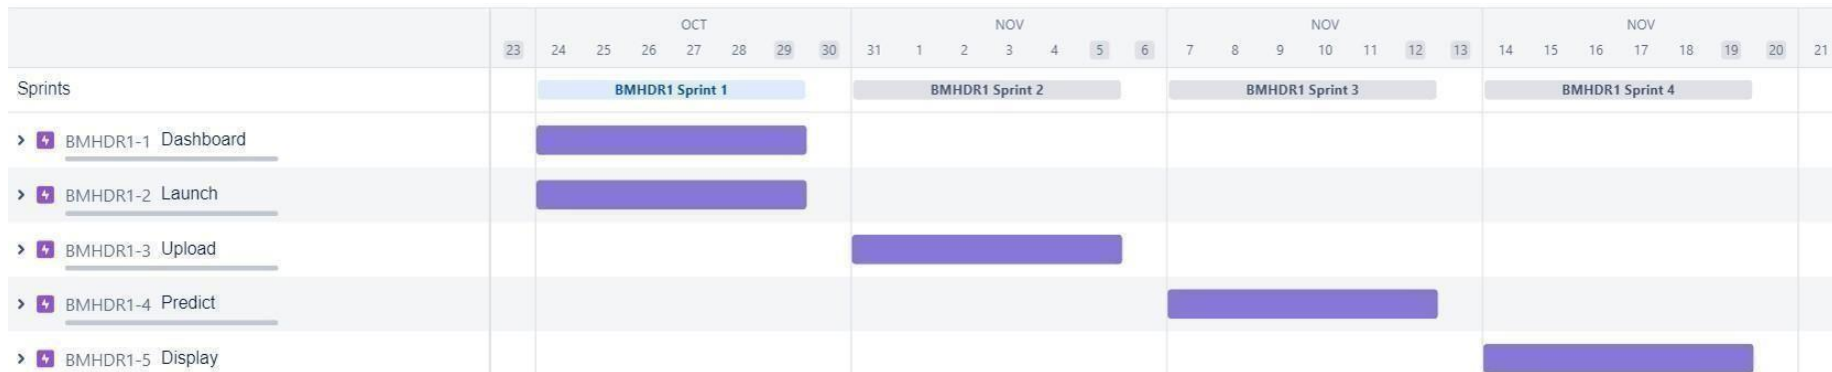 OCT NOV NOV NOV
23 24 25 26 27 28 29 30 31 1 2 3 4 5 6 7 8 9 10 11 12 13 14 15 16 17 18 19 20 21
Sprints BMHDR1 Sprint 1 BMHDR1 Sprint 2 BMHDR1 Sprint 3 BMHDR1 Sprint 4
BMHDR1-1 Dashboard
BMHDR1-2 Launch
BMHDR1-3 Upload
BMHDR1-4 Predict
BMHDR1-5 Display